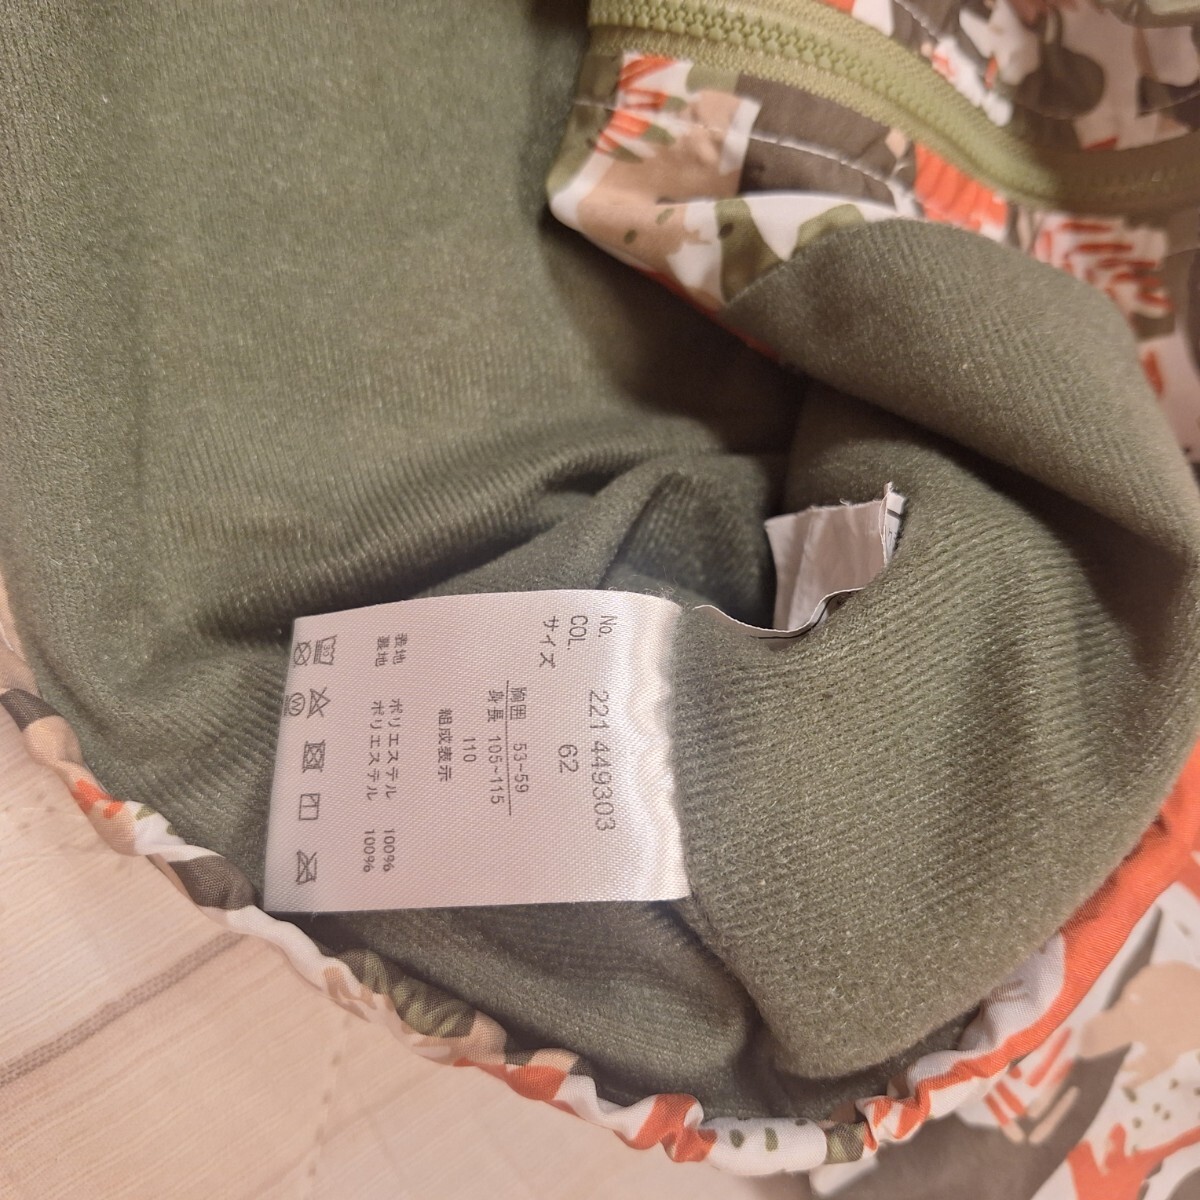 No. 221 449303
COL. 62
サイズ
胸囲 53~59
身長 105~115
110
組成表示
表地 ポリエステル 100%
裏地 ポリエステル 100%